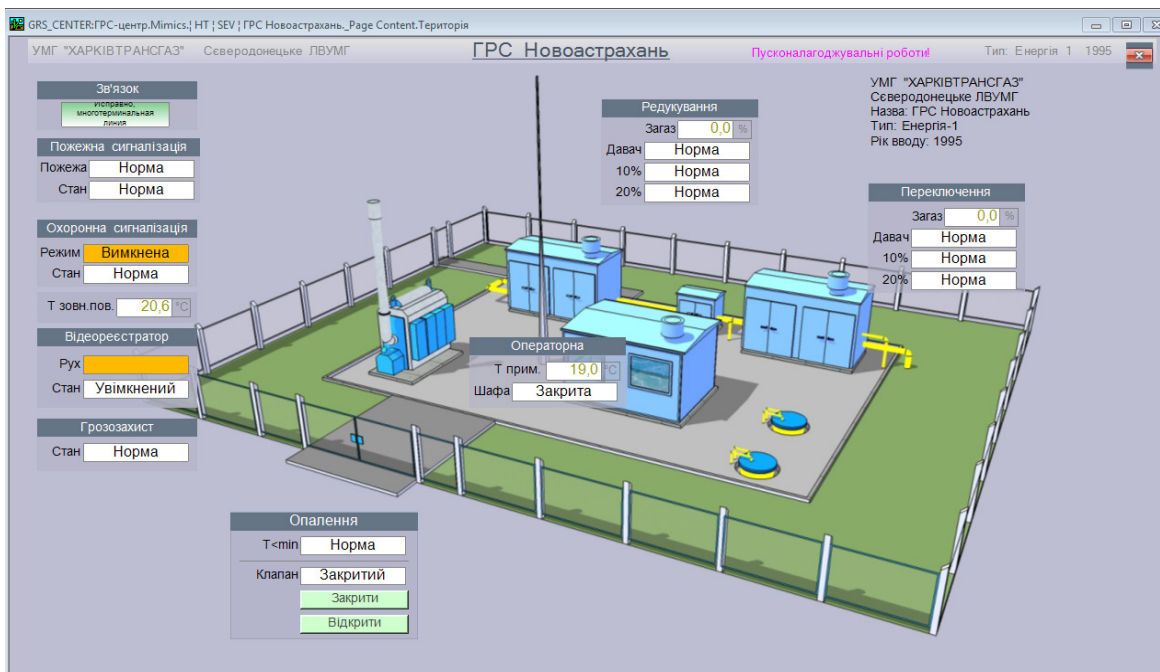 GRS_CENTER:ГРС-центр.Mimics.¦ HT ¦ SEV ¦ ГРС Новоастрахань._Page Content.Територія
УМГ "ХАРКІВТРАНСГАЗ" Сєверодонецьке ЛВУМГ ГРС Новоастрахань Пусконалагоджувальні роботи! Тип: Енергія 1 1995
УМГ "ХАРКІВТРАНСГАЗ"
Сєверодонецьке ЛВУМГ
Назва: ГРС Новоастрахань
Тип: Енергія-1
Рік вводу: 1995
Зв'язок
Исправно,
многотерминальная
линия
Пожежна сигналізація
Пожежа Норма
Стан Норма
Охоронна сигналізація
Режим Вимкнена
Стан Норма
Т зовн.пов. 20,6 °C
Відеореєстратор
Рух
Стан Увімкнений
Грозозахист
Стан Норма
Редукування
Загаз 0,0 %
Давач Норма
10% Норма
20% Норма
Переключення
Загаз 0,0 %
Давач Норма
10% Норма
20% Норма
Операторна
Т прим. 19,0 °C
Шафа Закрита
Опалення
T<min Норма
Клапан Закритий
Закрити
Відкрити